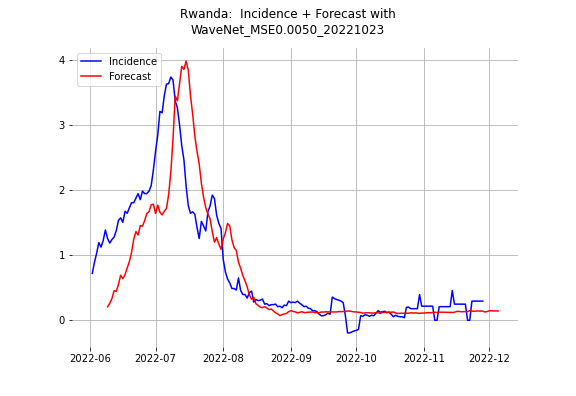 Rwanda:  Incidence + Forecast with
WaveNet_MSE0.0050_20221023
Incidence
Forecast
4
3
2
1
0
2022-06 2022-07 2022-08 2022-09 2022-10 2022-11 2022-12